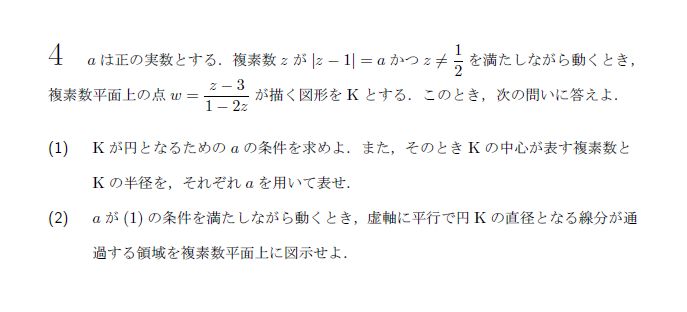 4 aは正の実数とする．複素数 z が |z − 1| = a かつ z ≠ 1/2 を満たしながら動くとき，
複素数平面上の点 w = (z − 3)/(1 − 2z) が描く図形を K とする．このとき，次の問いに答えよ．
(1) K が円となるための a の条件を求めよ．また，そのとき K の中心が表す複素数と
K の半径を，それぞれ a を用いて表せ．
(2) a が (1) の条件を満たしながら動くとき，虚軸に平行で円 K の直径となる線分が通
過する領域を複素数平面上に図示せよ．